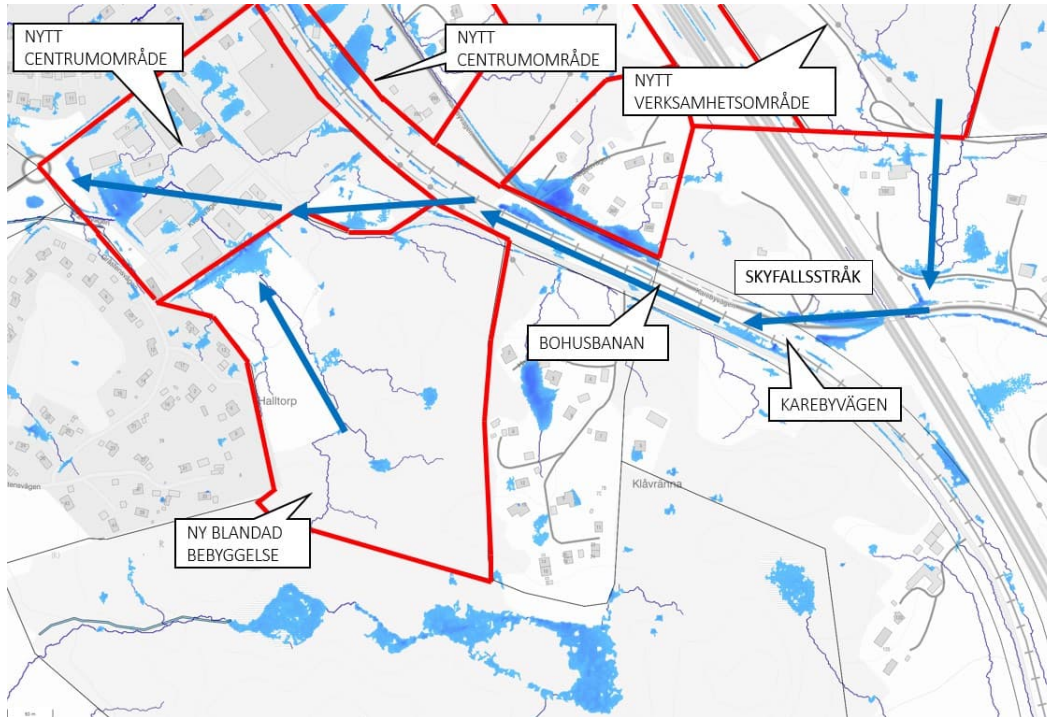 NYTT
CENTRUMOMRÅDE
NYTT
CENTRUMOMRÅDE
NYTT
VERKSAMHETSOMRÅDE
SKYFALLSSTRÅK
BOHUSBANAN
KAREBYVÄGEN
Halltorp
Klåvränna
NY BLANDAD
BEBYGGELSE